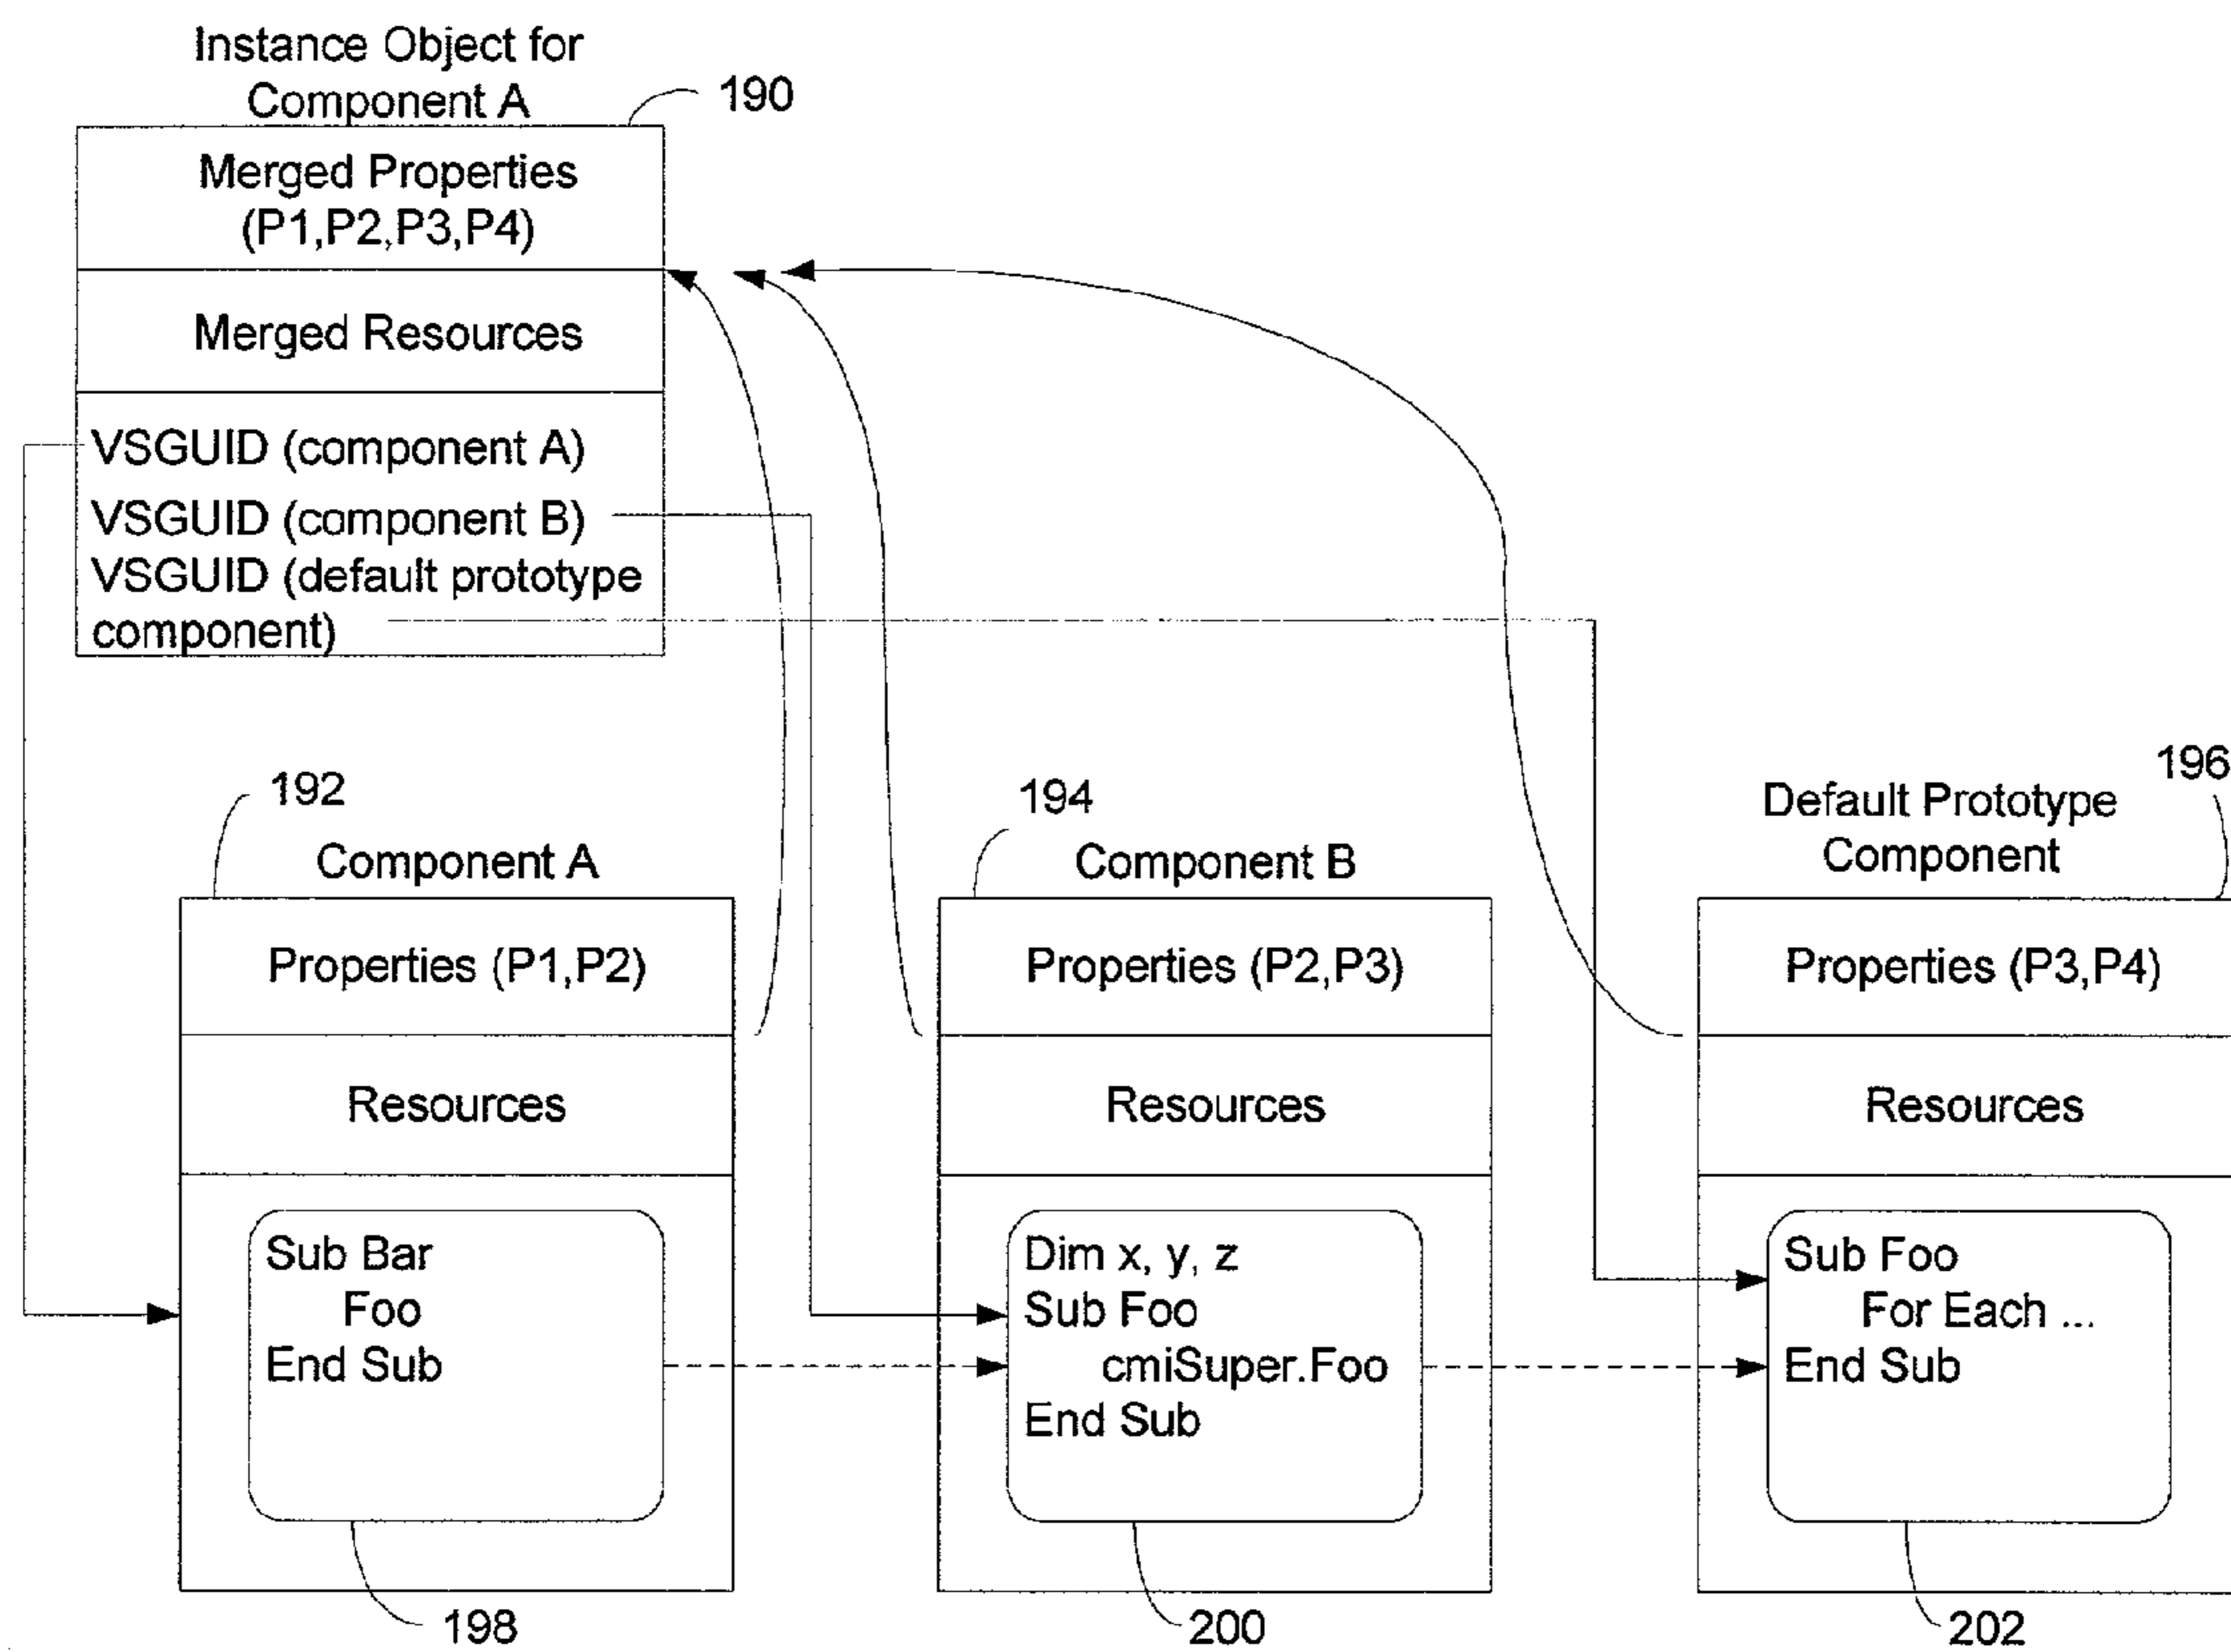 Instance Object for
Component A
190
Merged Properties
(P1,P2,P3,P4)
Merged Resources
VSGUID (component A)
VSGUID (component B)
VSGUID (default prototype
component)
192
Component A
Properties (P1,P2)
Resources
Sub Bar
Foo
End Sub
198
194
Component B
Properties (P2,P3)
Resources
Dim x, y, z
Sub Foo
cmiSuper.Foo
End Sub
200
196
Default Prototype
Component
Properties (P3,P4)
Resources
Sub Foo
For Each ...
End Sub
202